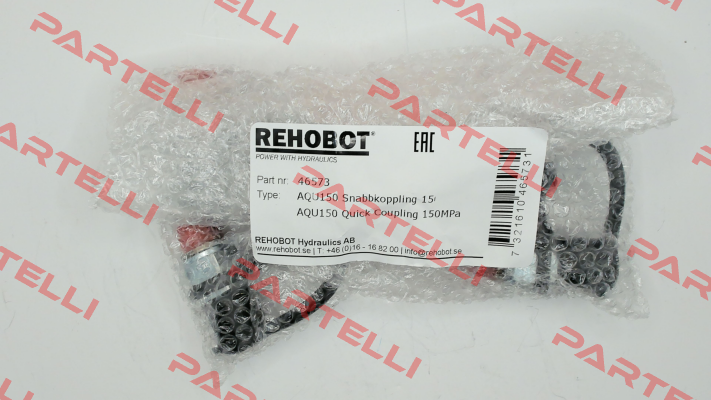 REHOBOT®
POWER WITH HYDRAULICS
EAC
Part nr: 46573
Type: AQU150 Snabbkoppling 15
AQU150 Quick Coupling 150MPa
REHOBOT Hydraulics AB
www.rehobot.se | T: +46 (0)16 - 16 82 00 | info@rehobot.se
7 321610 465731
PARTELLI
PARTELLI
PARTELLI
PARTELLI
PARTELLI
PARTELLI
PARTELLI
PARTELLI